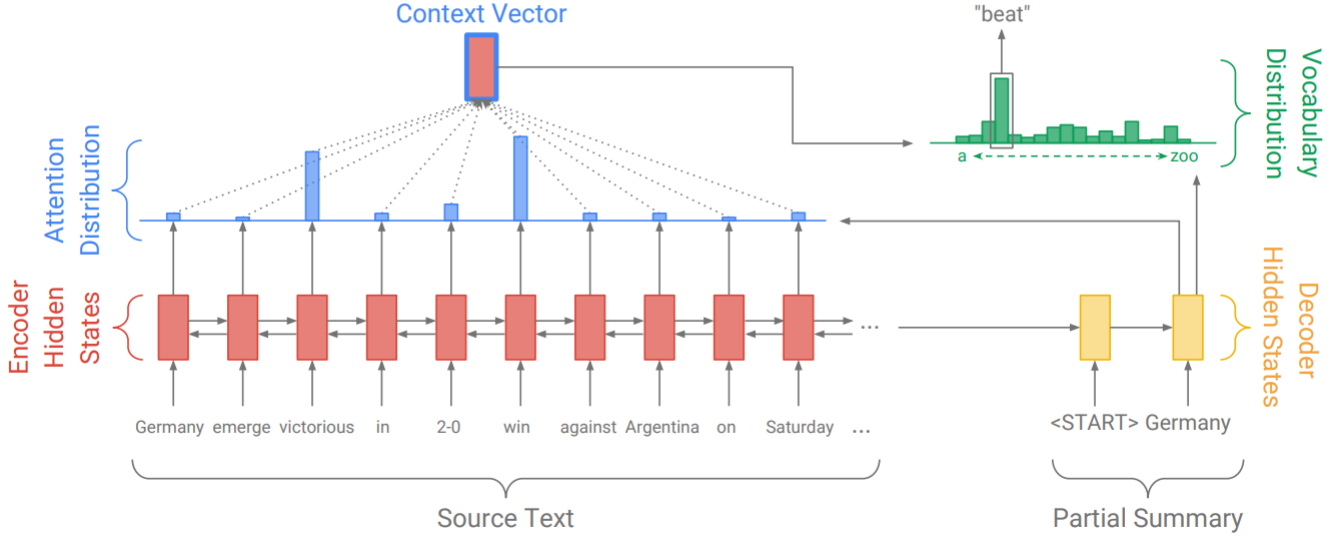 Context Vector
"beat"
a
zoo
Vocabulary
Distribution
Attention
Distribution
Encoder
Hidden
States
...
Decoder
Hidden States
Germany emerge victorious in 2-0 win against Argentina on Saturday ...
<START> Germany
Source Text
Partial Summary